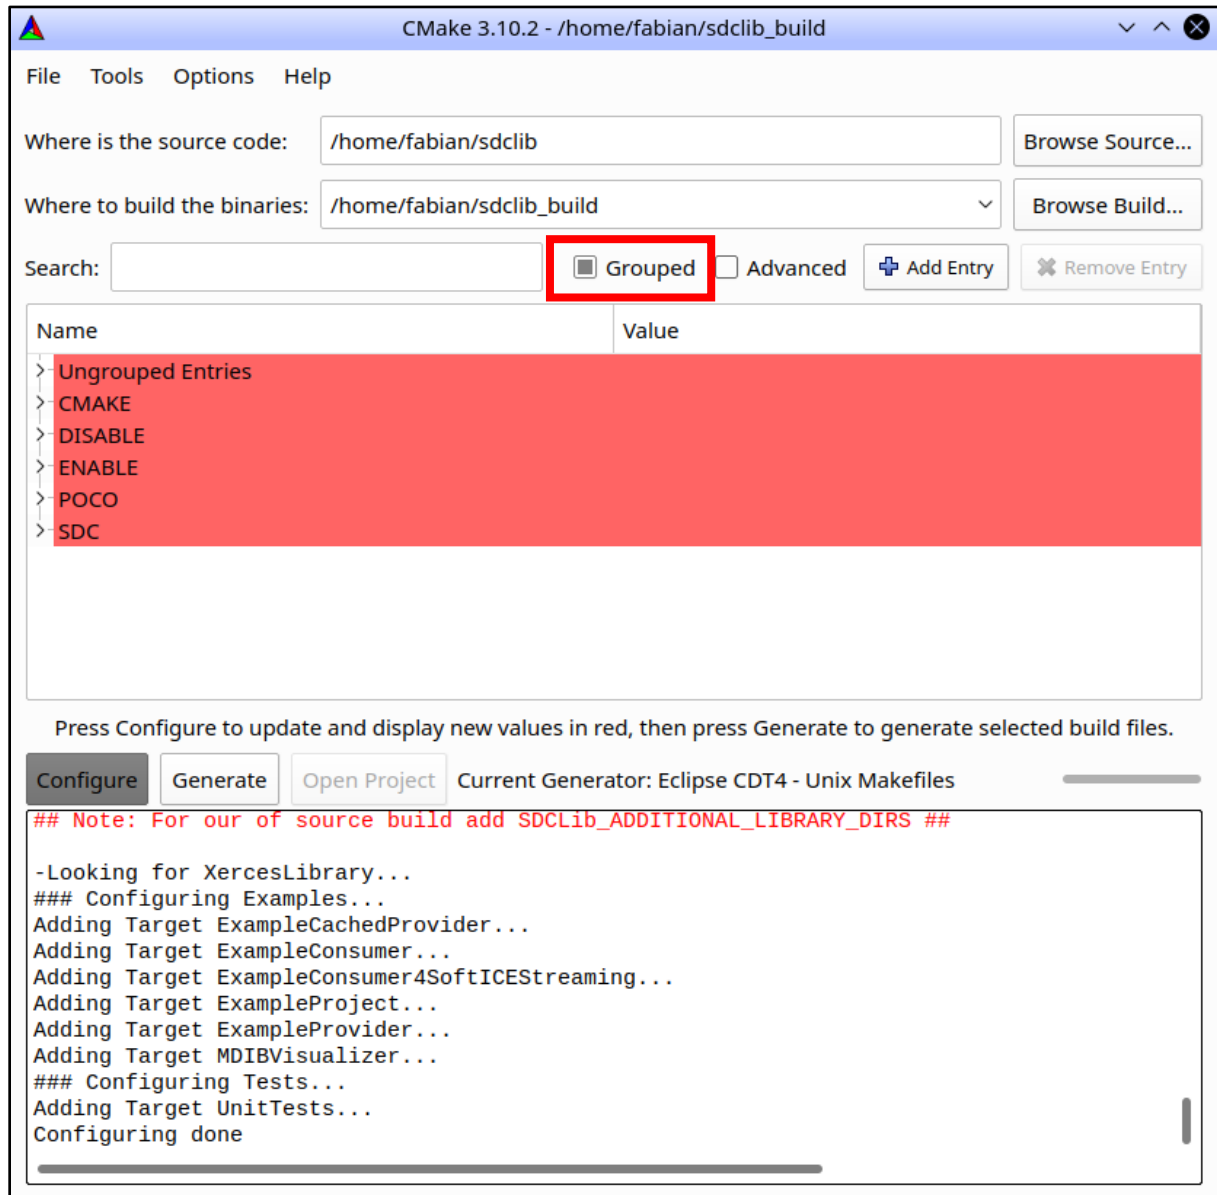 CMake 3.10.2 - /home/fabian/sdclib_build
File Tools Options Help
Where is the source code: /home/fabian/sdclib Browse Source...
Where to build the binaries: /home/fabian/sdclib_build Browse Build...
Search: Grouped Advanced Add Entry Remove Entry
Name Value
Ungrouped Entries
CMAKE
DISABLE
ENABLE
POCO
SDC
Press Configure to update and display new values in red, then press Generate to generate selected build files.
Configure Generate Open Project Current Generator: Eclipse CDT4 - Unix Makefiles
## Note: For our of source build add SDCLib_ADDITIONAL_LIBRARY_DIRS ##
-Looking for XercesLibrary...
### Configuring Examples...
Adding Target ExampleCachedProvider...
Adding Target ExampleConsumer...
Adding Target ExampleConsumer4SoftICEStreaming...
Adding Target ExampleProject...
Adding Target ExampleProvider...
Adding Target MDIBVisualizer...
### Configuring Tests...
Adding Target UnitTests...
Configuring done